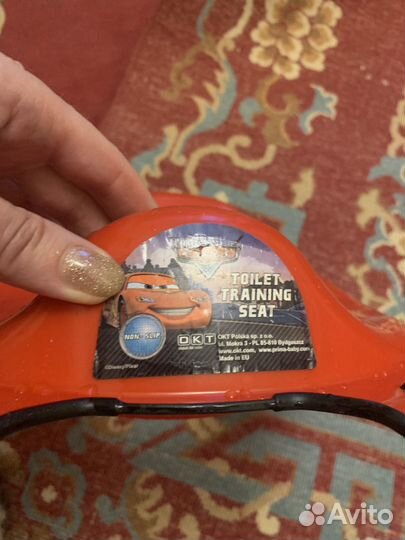 TOILET
TRAINING
SEAT
NON-SLIP
OKT
OKT Polska sp. z o.o.
ul. Mokra 3 - PL 85-810 Bydgoszcz
www.okt.com, www.prima-baby.com
Made in EU
©Disney/Pixar
Avito